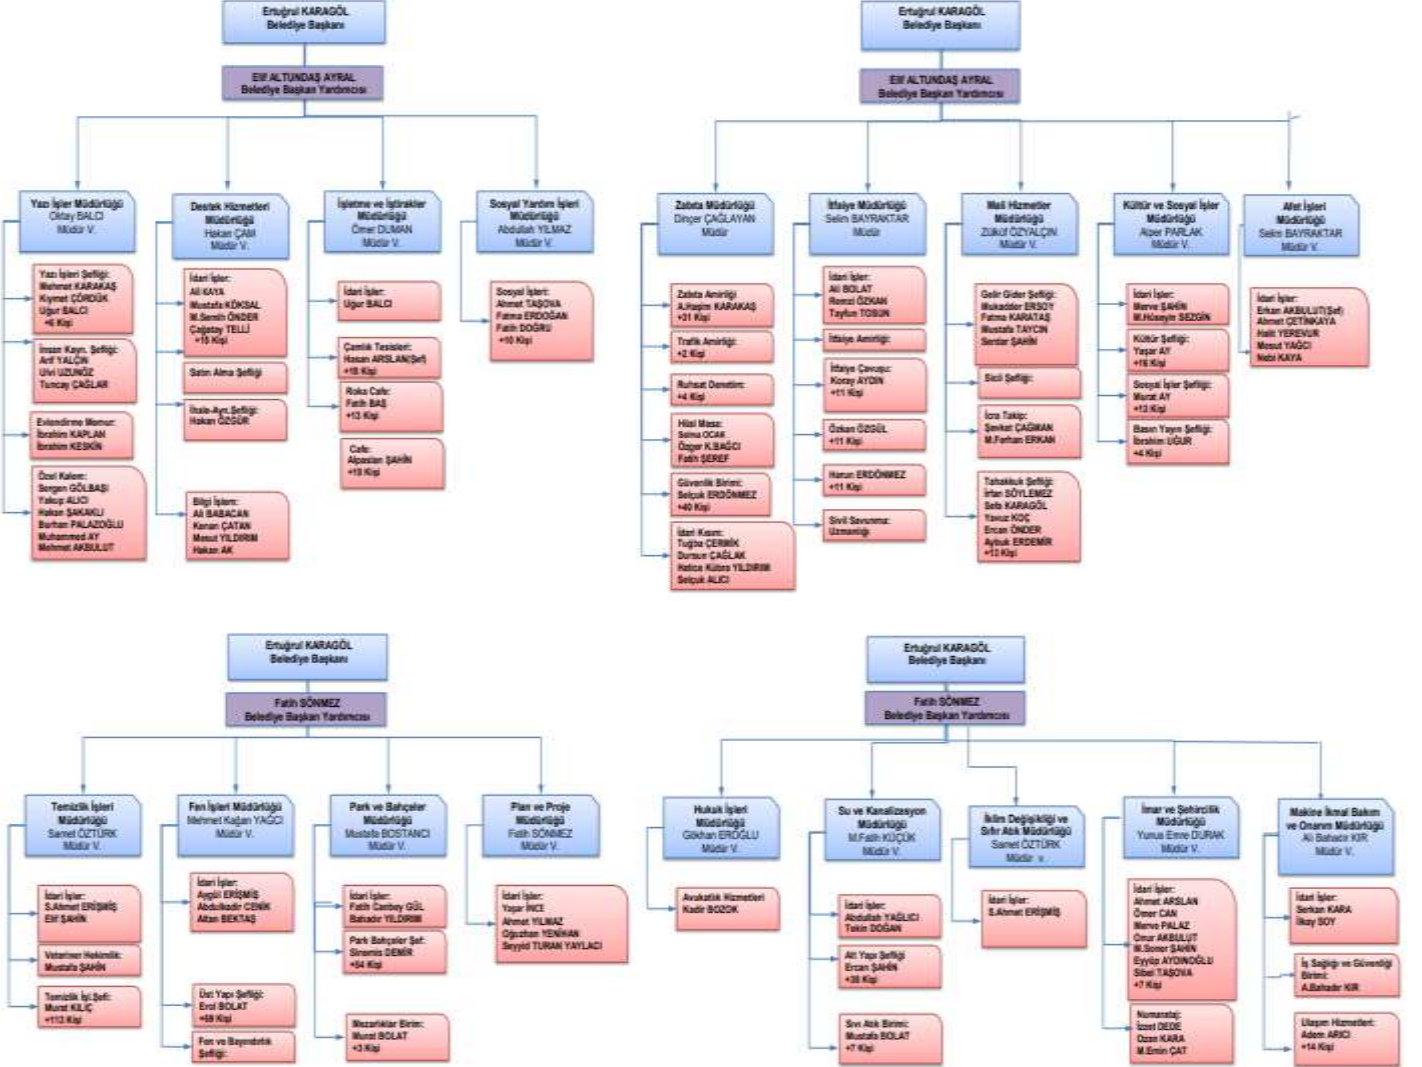 Ertuğrul KARAGÖL
Belediye Başkanı
Elif ALTUNDAŞ AYRAL
Belediye Başkan Yardımcısı
Yazı İşler Müdürlüğü
Oktay BALCI
Müdür V.
Yazı İşleri Şefliği:
Mehmet KARAKAŞ
Kıymet ÇÖRDÜK
Uğur BALCI
+6 Kişi
İnsan Kayn. Şefliği:
Arif YALÇIN
Ulvi UZUNÖZ
Tuncay ÇAĞLAR
Evlendirme Memur:
İbrahim KAPLAN
İbrahim KESKİN
Özel Kalem:
Sergen GÖLBAŞI
Yakup ALICI
Hakan ŞAKAKLI
Burhan PALAZOĞLU
Muhammed AY
Mehmet AKBULUT
Destek Hizmetleri
Müdürlüğü
Hakan ÇAM
Müdür V.
İdari İşler:
Ali KAYA
Mustafa KÖKSAL
M.Semih ÖNDER
Çağatay TELLİ
+15 Kişi
Satın Alma Şefliği
İhale-Ayn.Şefliği:
Hakan ÖZGÜR
Bilgi İşlem:
Ali BABACAN
Kenan ÇATAN
Mesut YILDIRIM
Hakan AK
İşletme ve İştirakler
Müdürlüğü
Ömer DUMAN
Müdür V.
İdari İşler:
Uğur BALCI
Çamlık Tesisleri:
Hasan ARSLAN(Şef)
+18 Kişi
Roka Cafe:
Fatih BAŞ
+13 Kişi
Cafe:
Alpaslan ŞAHİN
+18 Kişi
Sosyal Yardım İşleri
Müdürlüğü
Abdullah YILMAZ
Müdür V.
Sosyal İşleri:
Ahmet TAŞOVA
Fatma ERDOĞAN
Fatih DOĞRU
+10 Kişi
Ertuğrul KARAGÖL
Belediye Başkanı
Elif ALTUNDAŞ AYRAL
Belediye Başkan Yardımcısı
Zabıta Müdürlüğü
Dinçer ÇAĞLAYAN
Müdür
Zabıta Amirliği
A.Haşim KARAKAŞ
+31 Kişi
Trafik Amirliği:
+2 Kişi
Ruhsat Denetim:
+4 Kişi
Hilal Masa:
Selma OCAK
Özger K.BAĞCI
Fatih ŞEREF
Güvenlik Birimi:
Selçuk ERDÖNMEZ
+40 Kişi
İdari Kısım:
Tuğba ÇERMİK
Dursun ÇAĞLAK
Hatice Kübra YILDIRIM
Selçuk ALICI
İtfaiye Müdürlüğü
Selim BAYRAKTAR
Müdür
İdari İşler:
Ali BOLAT
Remzi ÖZKAN
Tayfun TOSUN
İtfaiye Amirliği:
İtfaiye Çavuşu:
Koray AYDIN
+11 Kişi
Özkan ÖZGÜL
+11 Kişi
Harun ERDÖNMEZ
+11 Kişi
Sivil Savunma:
Uzmanlığı
Mali Hizmetler
Müdürlüğü
Zülküf ÖZYALÇIN
Müdür V.
Gelir Gider Şefliği:
Mukadder ERSOY
Fatma KARATAŞ
Mustafa TAYCIN
Serdar ŞAHİN
Sicil Şefliği:
İcra Takip:
Şevket ÇAĞMAN
M.Ferhan ERKAN
Tahakkuk Şefliği:
İrfan SÖYLEMEZ
Sefa KARAGÖL
Yavuz KOÇ
Ercan ÖNDER
Aybuk ERDEMİR
+13 Kişi
Kültür ve Sosyal İşler
Müdürlüğü
Alper PARLAK
Müdür V.
İdari İşler:
Merve ŞAHİN
M.Hüseyin SEZGİN
Kültür Şefliği:
Yaşar AY
+16 Kişi
Sosyal İşler Şefliği:
Murat AY
+12 Kişi
Basın Yayın Şefliği:
İbrahim UĞUR
+4 Kişi
Afet İşleri
Müdürlüğü
Selim BAYRAKTAR
Müdür V.
İdari İşler:
Erkan AKBULUT(Şef)
Ahmet ÇETİNKAYA
Halit YEREVUR
Mesut YAĞCI
Nebi KAYA
Ertuğrul KARAGÖL
Belediye Başkanı
Fatih SÖNMEZ
Belediye Başkan Yardımcısı
Temizlik İşleri
Müdürlüğü
Samet ÖZTÜRK
Müdür V.
İdari İşler:
S.Ahmet ERİŞMİŞ
Elif ŞAHİN
Veteriner Hekimlik:
Mustafa ŞAHİN
Temizlik İşl.Şefi:
Murat KILIÇ
+112 Kişi
Fen İşleri Müdürlüğü
Mehmet Kağan YAĞCI
Müdür V.
İdari İşler:
Aygül ERİŞMİŞ
Abdulkadir CENİK
Altan BEKTAŞ
Üst Yapı Şefliği:
Erol BOLAT
+69 Kişi
Fen ve Bayındırlık
Şefliği:
Park ve Bahçeler
Müdürlüğü
Mustafa BOSTANCI
Müdür V.
İdari İşler:
Fatih Canbey GÜL
Bahadır YILDIRIM
Park Bahçeler Şef:
Sinemis DEMİR
+54 Kişi
Mezarlıklar Birim:
Murat BOLAT
+3 Kişi
Plan ve Proje
Müdürlüğü
Fatih SÖNMEZ
Müdür V.
İdari İşler:
Yaşar İNCE
Ahmet YILMAZ
Oğuzhan YENİHAN
Seyyid TURAN YAYLACI
Ertuğrul KARAGÖL
Belediye Başkanı
Fatih SÖNMEZ
Belediye Başkan Yardımcısı
Hukuk İşleri
Müdürlüğü
Gökhan EROĞLU
Müdür V.
Avukatlık Hizmetleri
Kadir BOZOK
Su ve Kanalizasyon
Müdürlüğü
M.Fatih KÜÇÜK
Müdür V.
İdari İşler:
Abdullah YAĞLICI
Tekin DOĞAN
Alt Yapı Şefliği
Ercan ŞAHİN
+38 Kişi
Sıvı Atık Birimi:
Mustafa BOLAT
+7 Kişi
İklim Değişikliği ve
Sıfır Atık Müdürlüğü
Samet ÖZTÜRK
Müdür v.
İdari İşler:
S.Ahmet ERİŞMİŞ
İmar ve Şehircilik
Müdürlüğü
Yunus Emre DURAK
Müdür V.
İdari İşler:
Ahmet ARSLAN
Ömer CAN
Merve PALAZ
Onur AKBULUT
M.Soner ŞAHİN
Eyyüp AYDINOĞLU
Sibel TAŞOVA
+7 Kişi
Numarataj:
İzzet DEDE
Ozan KARA
M.Emin ÇAT
Makine İkmal Bakım
ve Onarım Müdürlüğü
Ali Bahadır KIR
Müdür V.
İdari İşler:
Serkan KARA
İlkay SOY
İş Sağlığı ve Güvenliği
Birimi:
A.Bahadır KIR
Ulaşım Hizmetleri:
Adem ARICI
+14 Kişi